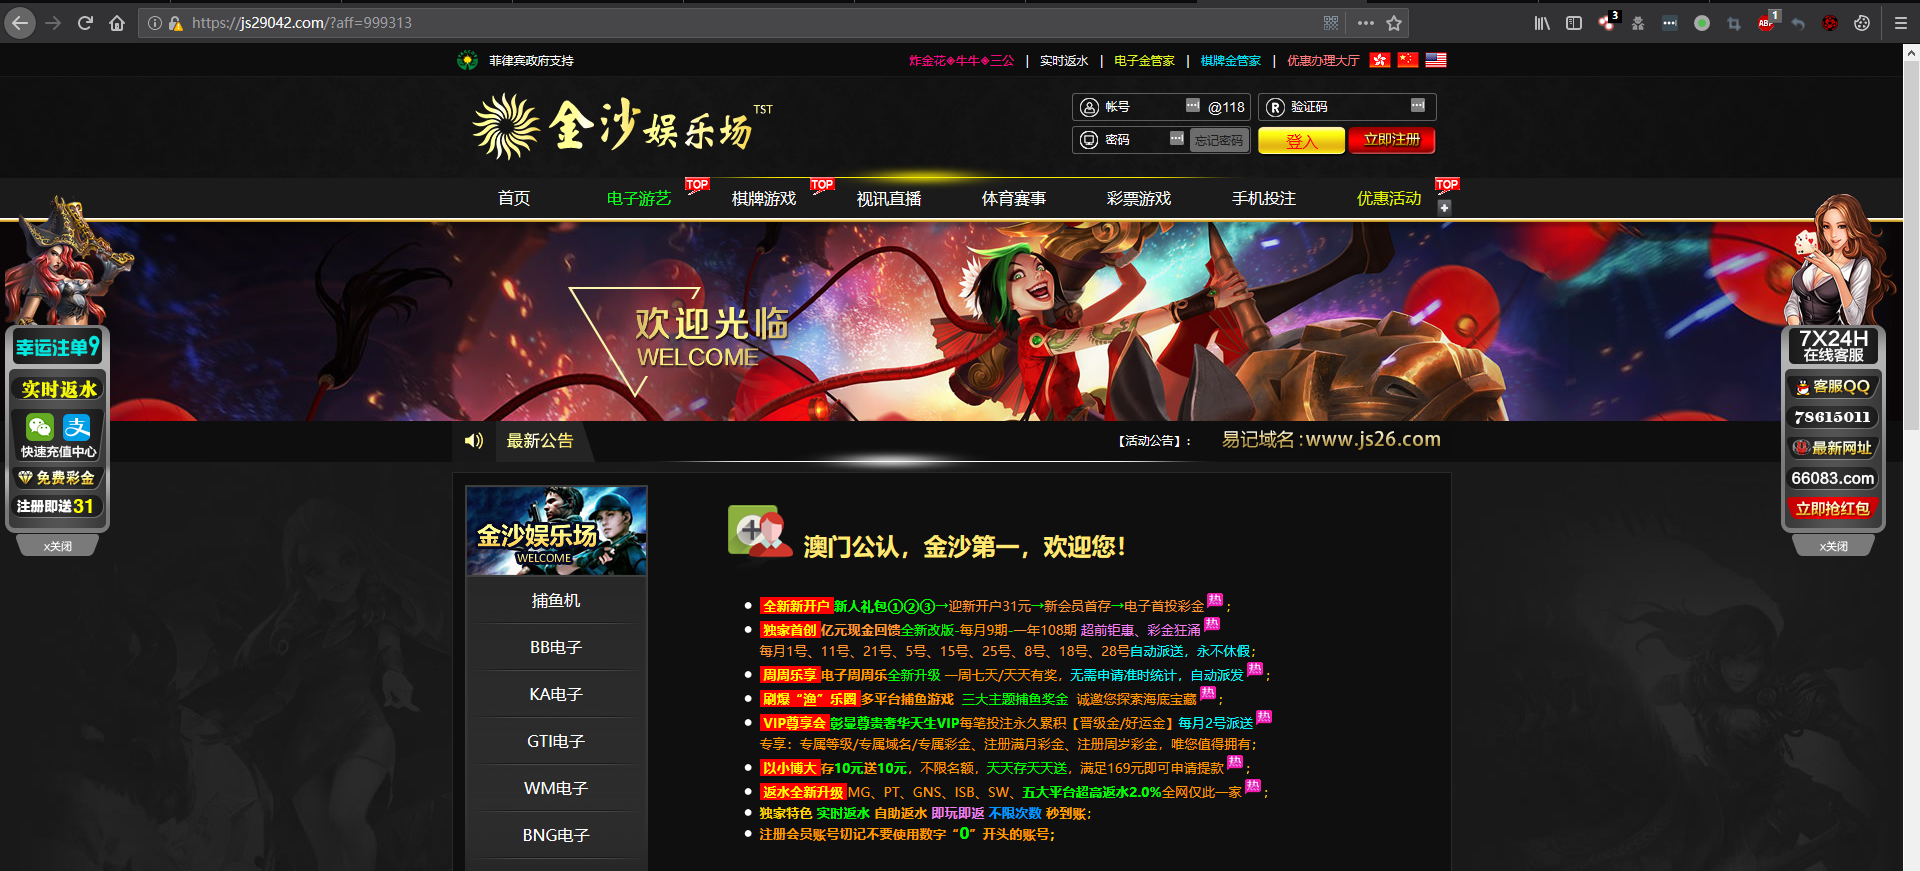 https://js29042.com/?aff=999313
3
1
ABP
菲律宾政府支持
炸金花◈牛牛◈三公 | 实时返水 | 电子金管家 | 棋牌金管家 | 优惠办理大厅
金沙娱乐场 TST
帐号 @118 验证码
密码 忘记密码 登入 立即注册
首页 电子游艺 TOP 棋牌游戏 TOP 视讯直播 体育赛事 彩票游戏 手机投注 优惠活动 TOP
欢迎光临
WELCOME
幸运注单9
实时返水
快速充值中心
免费彩金
注册即送31
x关闭
7X24H
在线客服
客服QQ
78615011
最新网址
66083.com
立即抢红包
x关闭
最新公告 【活动公告】: 易记域名:www.js26.com
金沙娱乐场
WELCOME
捕鱼机
BB电子
KA电子
GTI电子
WM电子
BNG电子
澳门公认，金沙第一，欢迎您！
全新新开户 新人礼包①②③→迎新开户31元→新会员首存→电子首投彩金 热 ;
独家首创 亿元现金回馈全新改版-每月9期-一年108期 超前钜惠、彩金狂涌 热
每月1号、11号、21号、5号、15号、25号、8号、18号、28号自动派送，永不休假;
周周乐享 电子周周乐全新升级 一周七天/天天有奖，无需申请准时统计，自动派发 热 ;
刷爆“渔”乐圈 多平台捕鱼游戏 三大主题捕鱼奖金 诚邀您探索海底宝藏 热 ;
VIP尊享会 彰显尊贵奢华天生VIP每笔投注永久累积【晋级金/好运金】每月2号派送 热
专享：专属等级/专属域名/专属彩金、注册满月彩金、注册周岁彩金，唯您值得拥有;
以小博大 存10元送10元，不限名额，天天存天天送，满足169元即可申请提款 热 ;
返水全新升级 MG、PT、GNS、ISB、SW、五大平台超高返水2.0%全网仅此一家 热 ;
独家特色 实时返水 自助返水 即玩即返 不限次数 秒到账;
注册会员账号切记不要使用数字“0”开头的账号;